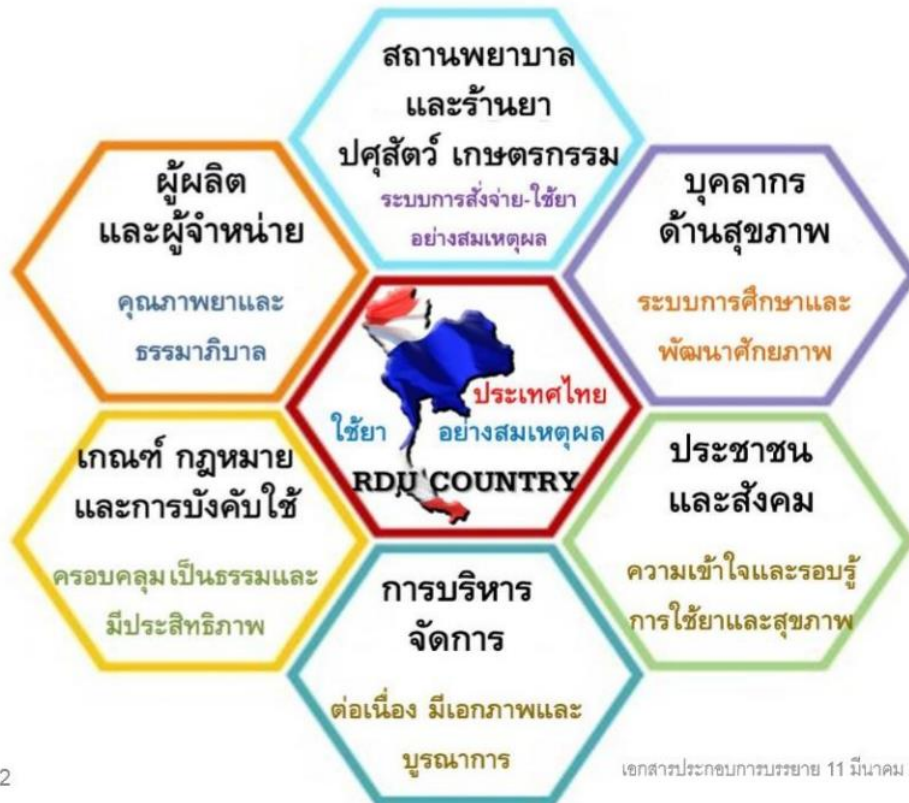 สถานพยาบาล
และร้านยา
ปศุสัตว์ เกษตรกรรม
ระบบการสั่งจ่าย-ใช้ยา
อย่างสมเหตุผล
ผู้ผลิต
และผู้จำหน่าย
คุณภาพยาและ
ธรรมาภิบาล
บุคลากร
ด้านสุขภาพ
ระบบการศึกษาและ
พัฒนาศักยภาพ
ประเทศไทย
ใช้ยา อย่างสมเหตุผล
RDU COUNTRY
เกณฑ์ กฎหมาย
และการบังคับใช้
ครอบคลุม เป็นธรรมและ
มีประสิทธิภาพ
ประชาชน
และสังคม
ความเข้าใจและรอบรู้
การใช้ยาและสุขภาพ
การบริหาร
จัดการ
ต่อเนื่อง มีเอกภาพและ
บูรณาการ
2
เอกสารประกอบการบรรยาย 11 มีนาคม